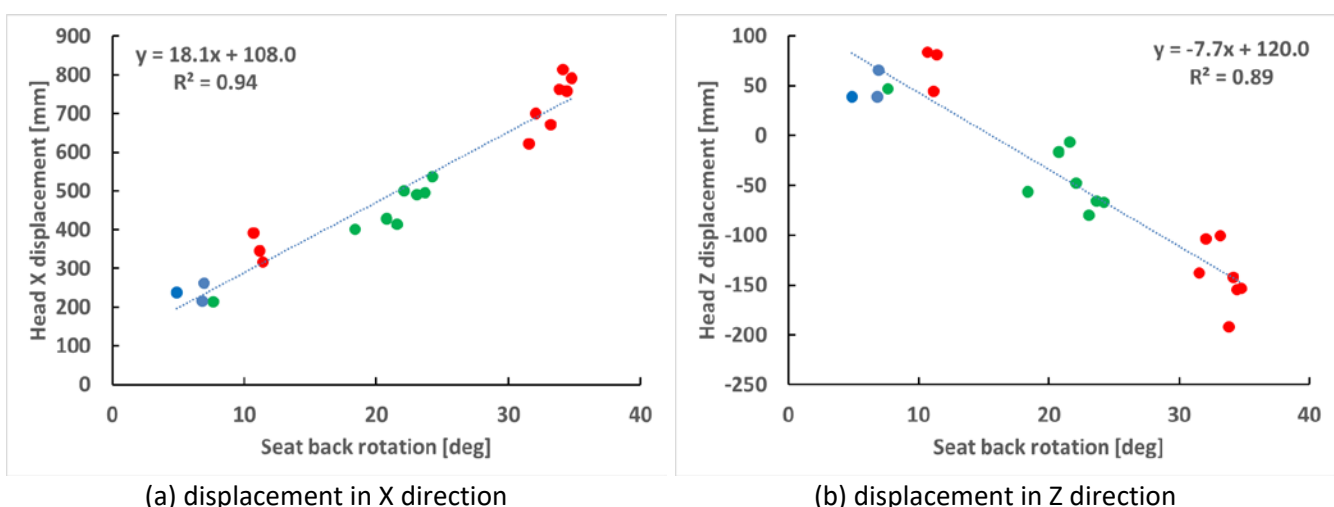 y = 18.1x + 108.0
R² = 0.94
Head X displacement [mm]
900
800
700
600
500
400
300
200
100
0
0 10 20 30 40
Seat back rotation [deg]
(a) displacement in X direction
y = -7.7x + 120.0
R² = 0.89
Head Z displacement [mm]
100
50
0
-50
-100
-150
-200
-250
0 10 20 30 40
Seat back rotation [deg]
(b) displacement in Z direction